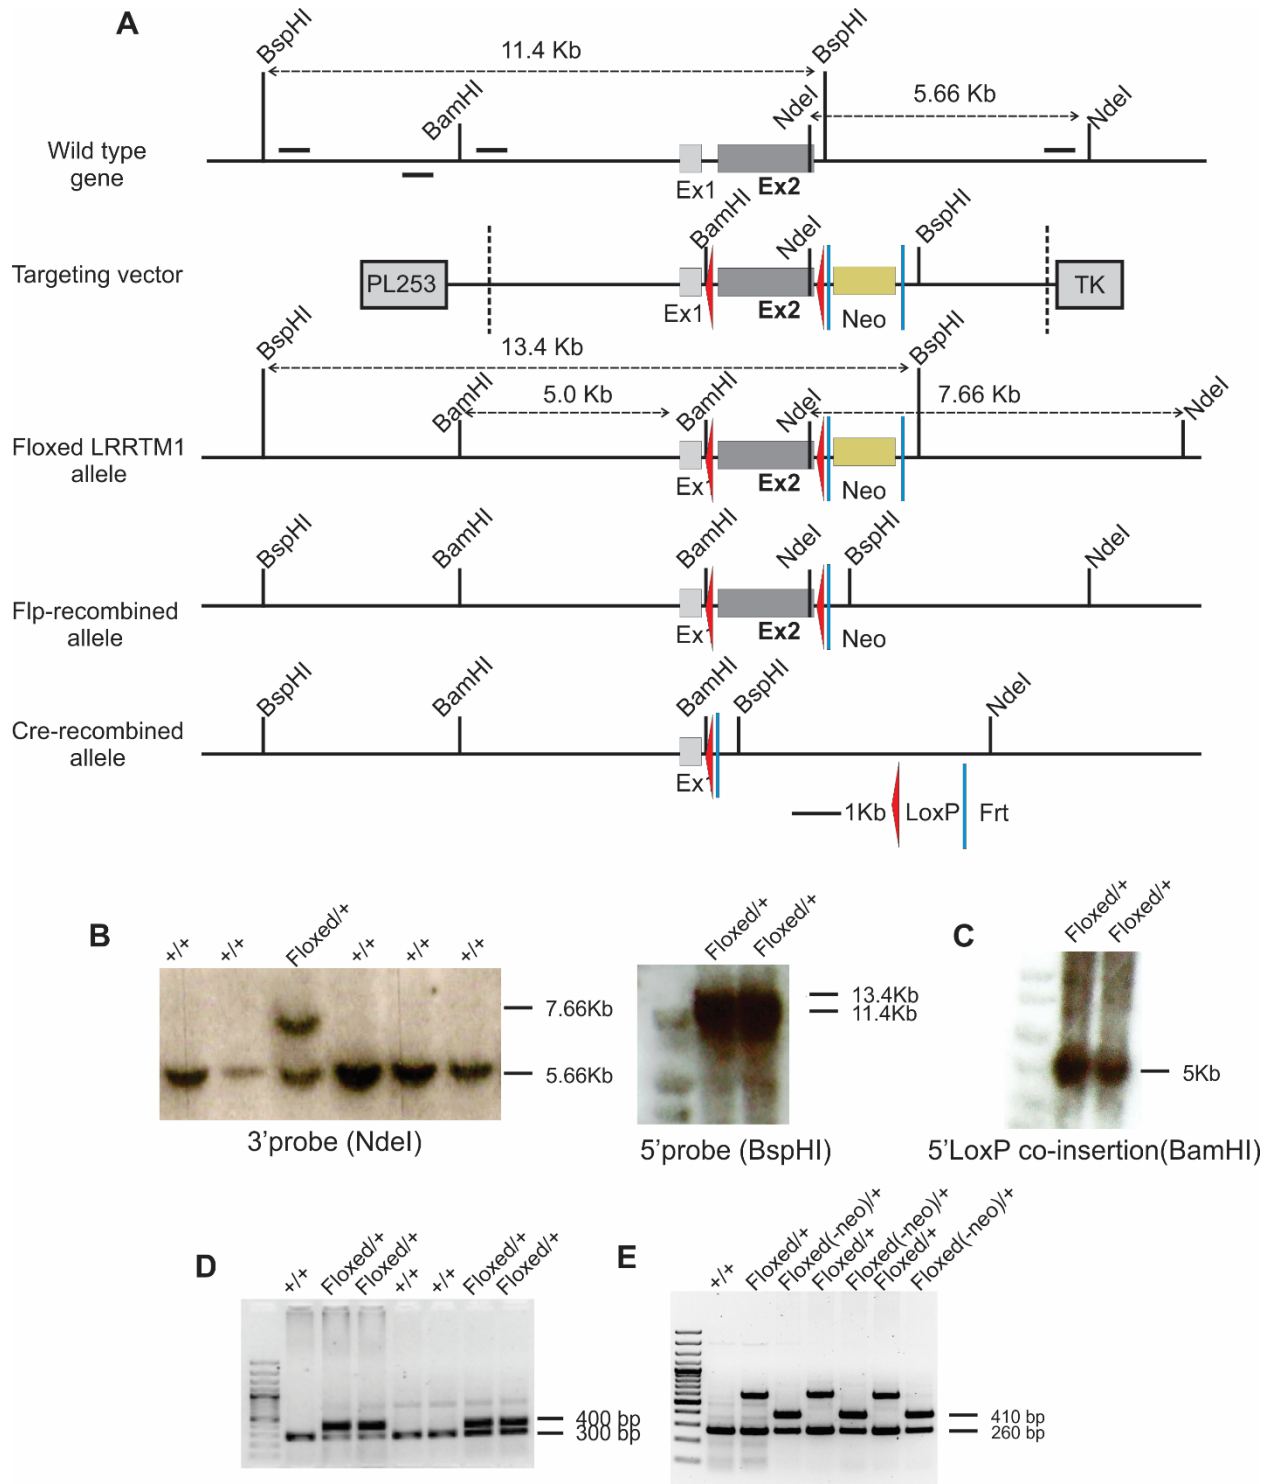 A
BspHI
11.4 Kb
BspHI
BamHI
NdeI
5.66 Kb
NdeI
Wild type
gene
Ex1
Ex2
Targeting vector
PL253
BamHI
NdeI
BspHI
TK
Ex1
Ex2
Neo
BspHI
13.4 Kb
BspHI
BamHI
5.0 Kb
BamHI
NdeI
7.66 Kb
NdeI
Floxed LRRTM1
allele
Ex1
Ex2
Neo
BspHI
BamHI
BamHI
NdeI
BspHI
NdeI
Flp-recombined
allele
Ex1
Ex2
Neo
BspHI
BamHI
BamHI
BspHI
NdeI
Cre-recombined
allele
Ex1
1Kb
LoxP
Frt
B
+/+
+/+
Floxed/+
+/+
+/+
+/+
7.66Kb
5.66Kb
3'probe (NdeI)
Floxed/+
Floxed/+
13.4Kb
11.4Kb
5'probe (BspHI)
C
Floxed/+
Floxed/+
5Kb
5'LoxP co-insertion(BamHI)
D
+/+
Floxed/+
Floxed/+
+/+
+/+
Floxed/+
Floxed/+
400 bp
300 bp
E
+/+
Floxed/+
Floxed(-neo)/+
Floxed/+
Floxed(-neo)/+
Floxed/+
Floxed(-neo)/+
410 bp
260 bp